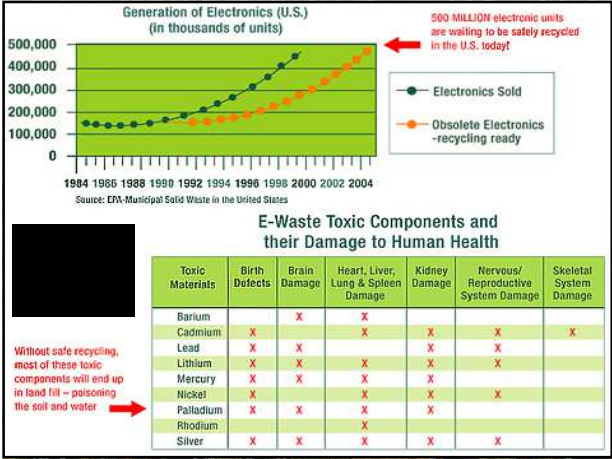 Generation of Electronics (U.S.)
(in thousands of units)
500 MILLION electronic units
are waiting to be safely recycled
in the U.S. today!
500,000
400,000
300,000
200,000
100,000
0
Electronics Sold
Obsolete Electronics
-recycling ready
1984 1986 1988 1990 1992 1994 1996 1998 2000 2002 2004
Source: EPA-Municipal Solid Waste in the United States
E-Waste Toxic Components and
their Damage to Human Health
Toxic Materials Birth Defects Brain Damage Heart, Liver, Lung & Spleen Damage Kidney Damage Nervous/ Reproductive System Damage Skeletal System Damage
Barium X X
Cadmium X X X X X
Lead X X X X
Lithium X X X X X
Mercury X X X X
Nickel X X X X
Palladium X X X X
Rhodium X
Silver X X X X X
Without safe recycling,
most of these toxic
components will end up
in land fill – poisoning
the soil and water